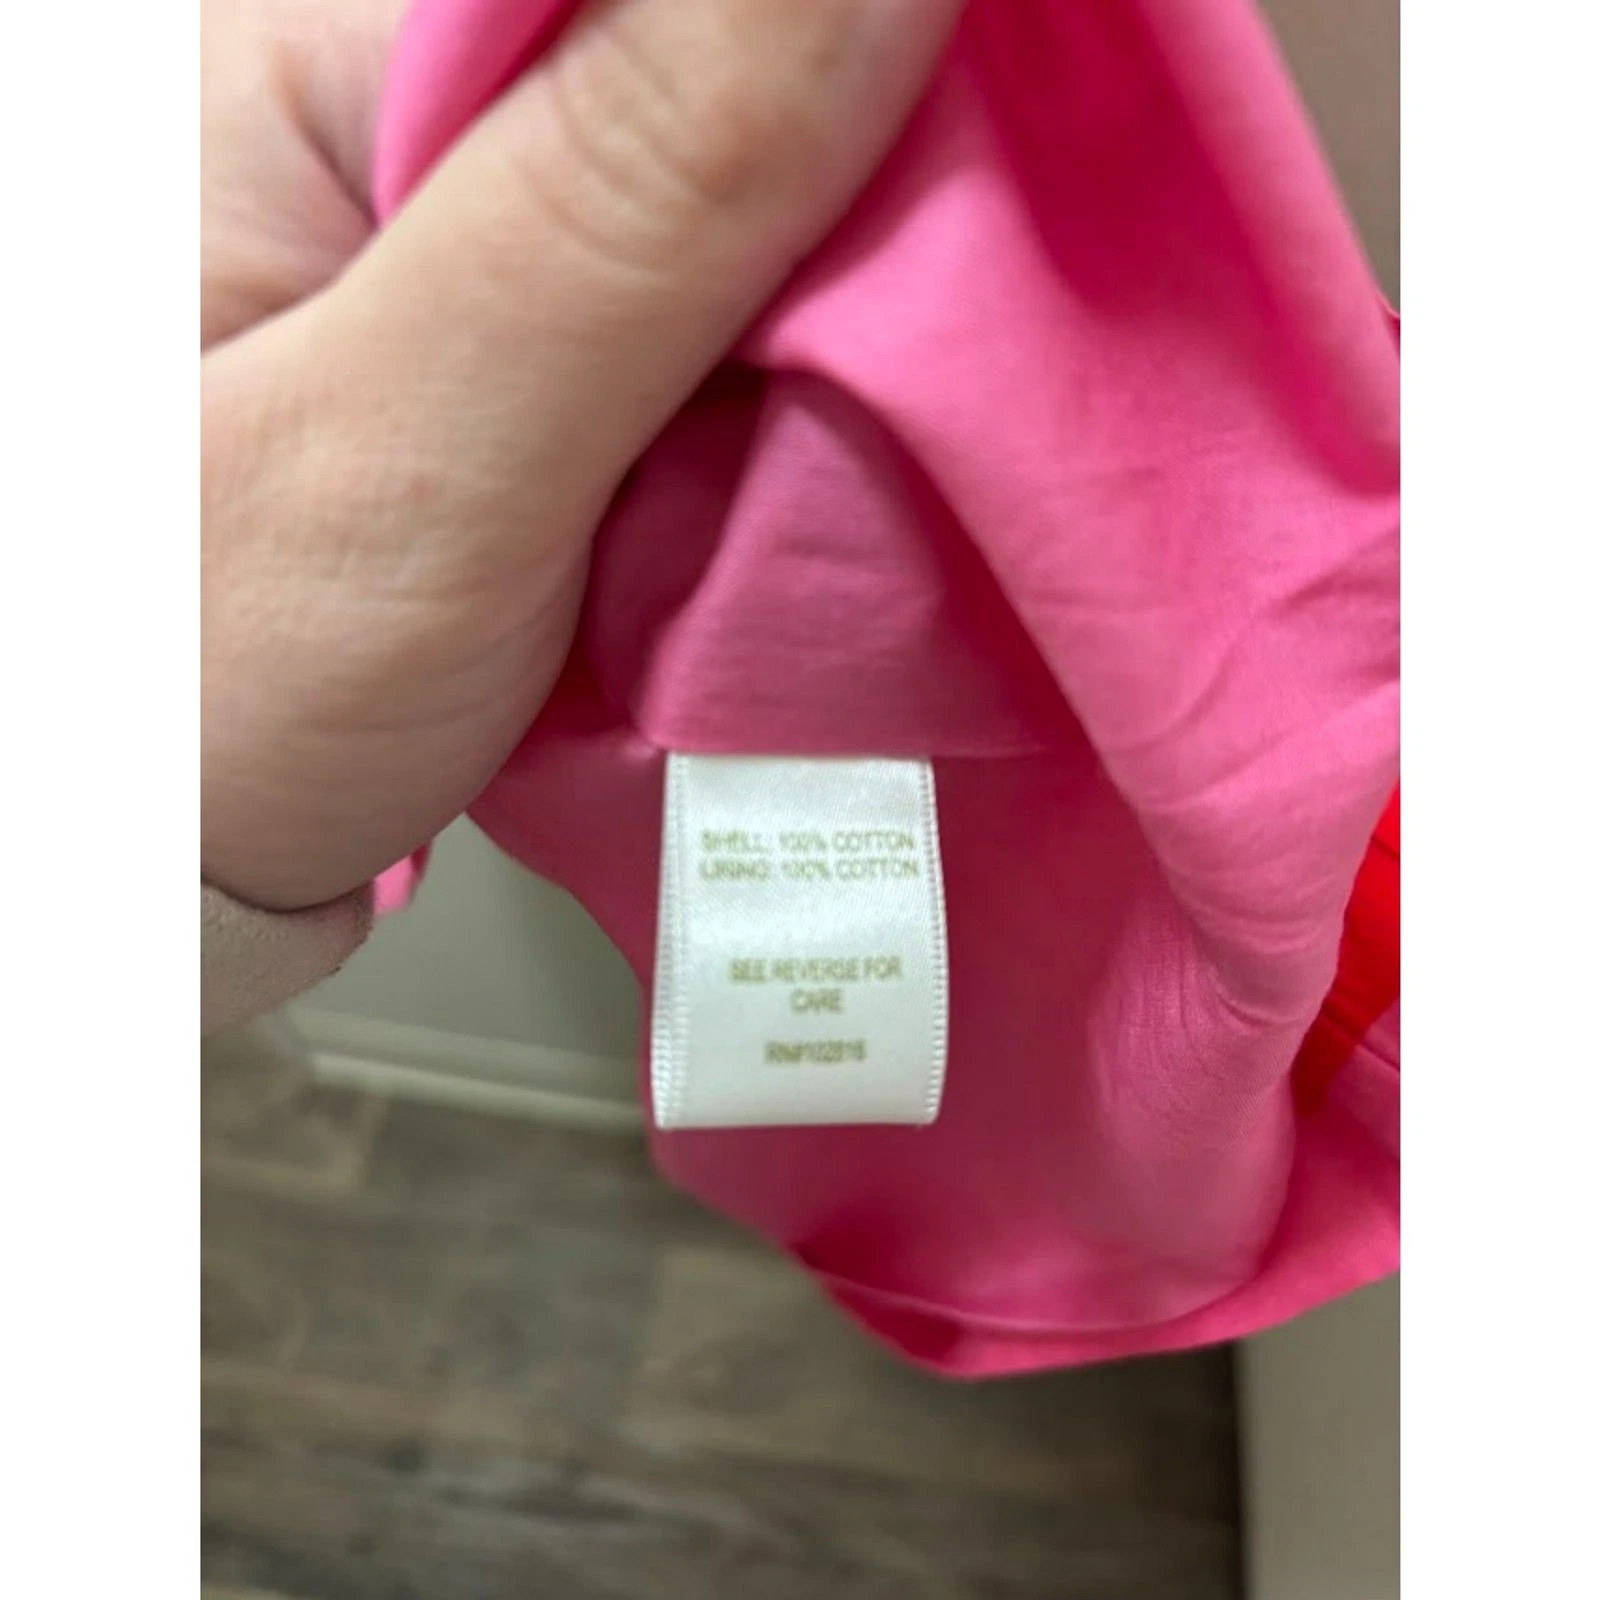 SHELL: 100% COTTON
LINING: 100% COTTON
SEE REVERSE FOR
CARE
RN#102816